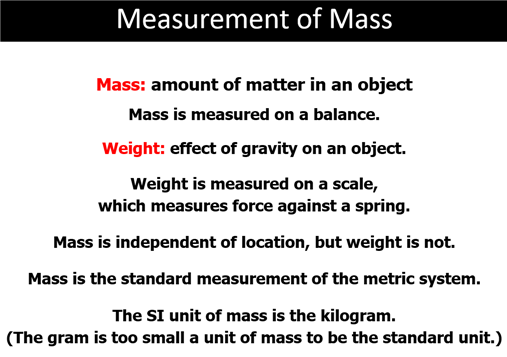 Measurement of Mass
Mass: amount of matter in an object
Mass is measured on a balance.
Weight: effect of gravity on an object.
Weight is measured on a scale,
which measures force against a spring.
Mass is independent of location, but weight is not.
Mass is the standard measurement of the metric system.
The SI unit of mass is the kilogram.
(The gram is too small a unit of mass to be the standard unit.)